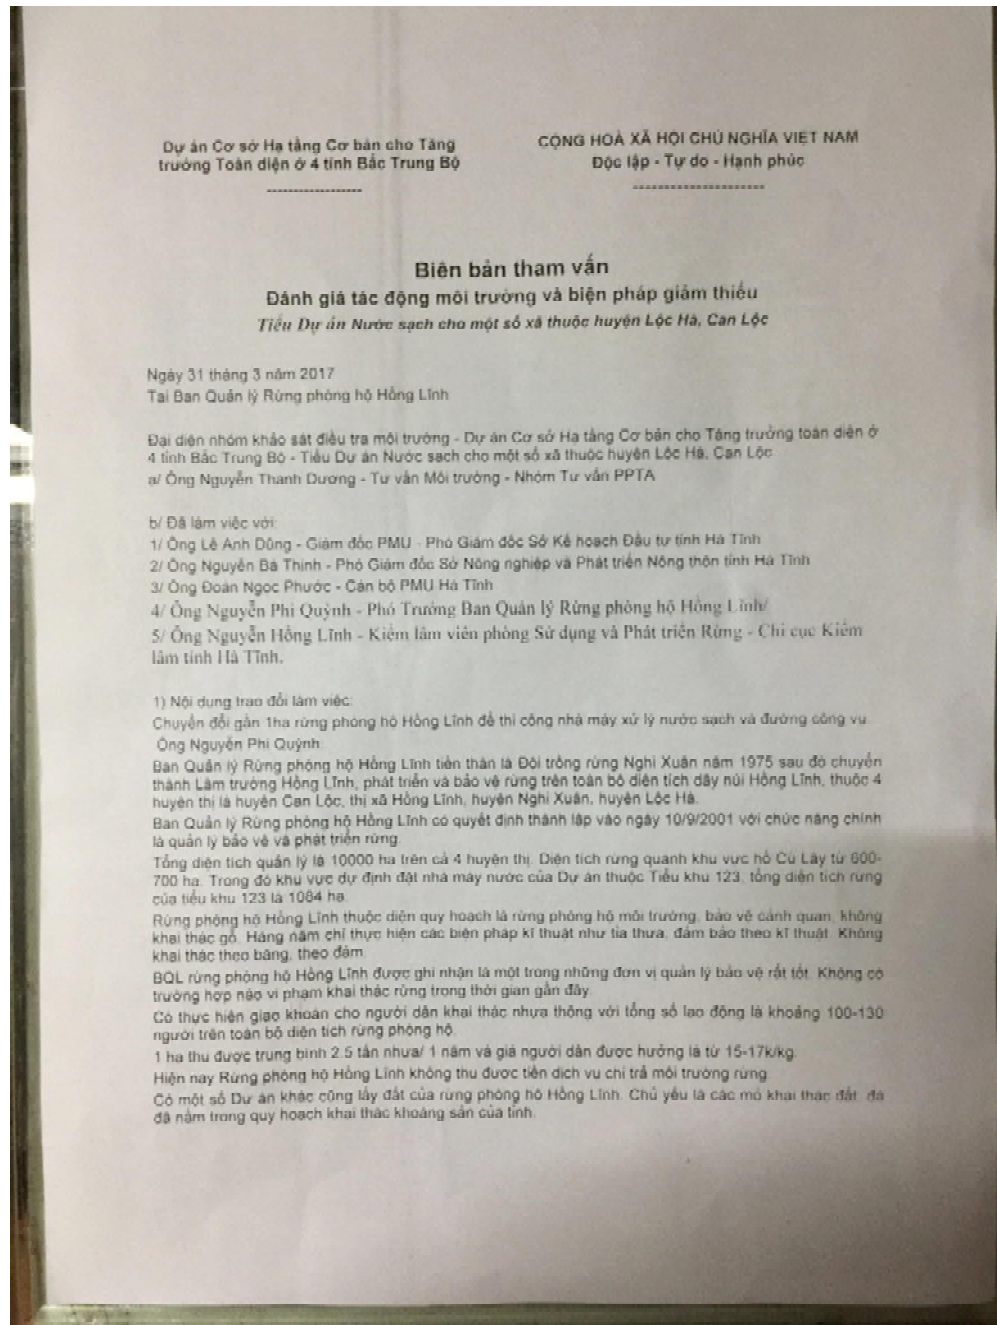 Dự án Cơ sở Hạ tầng Cơ bản cho Tăng
trưởng Toàn diện ở 4 tỉnh Bắc Trung Bộ
-----------------
CỘNG HOÀ XÃ HỘI CHỦ NGHĨA VIỆT NAM
Độc lập - Tự do - Hạnh phúc
----------------------
Biên bản tham vấn
Đánh giá tác động môi trường và biện pháp giảm thiểu
Tiểu Dự án Nước sạch cho một số xã thuộc huyện Lộc Hà, Can Lộc
Ngày 31 tháng 3 năm 2017
Tại Ban Quản lý Rừng phòng hộ Hồng Lĩnh
Đại diện nhóm khảo sát điều tra môi trường - Dự án Cơ sở Hạ tầng Cơ bản cho Tăng trưởng toàn diện ở
4 tỉnh Bắc Trung Bộ - Tiểu Dự án Nước sạch cho một số xã thuộc huyện Lộc Hà, Can Lộc
a/ Ông Nguyễn Thanh Dương - Tư vấn Môi trường - Nhóm Tư vấn PPTA
b/ Đã làm việc với:
1/ Ông Lê Anh Dũng - Giám đốc PMU - Phó Giám đốc Sở Kế hoạch Đầu tư tỉnh Hà Tĩnh
2/ Ông Nguyễn Bá Thịnh - Phó Giám đốc Sở Nông nghiệp và Phát triển Nông thôn tỉnh Hà Tĩnh
3/ Ông Đoàn Ngọc Phước - Cán bộ PMU Hà Tĩnh
4/ Ông Nguyễn Phi Quỳnh - Phó Trưởng Ban Quản lý Rừng phòng hộ Hồng Lĩnh/
5/ Ông Nguyễn Hồng Lĩnh - Kiểm lâm viên phòng Sử dụng và Phát triển Rừng - Chi cục Kiểm
lâm tỉnh Hà Tĩnh.
1) Nội dung trao đổi làm việc:
Chuyển đổi gần 1ha rừng phòng hộ Hồng Lĩnh để thi công nhà máy xử lý nước sạch và đường công vụ
Ông Nguyễn Phi Quỳnh:
Ban Quản lý Rừng phòng hộ Hồng Lĩnh tiền thân là Đội trồng rừng Nghi Xuân năm 1975 sau đó chuyển
thành Lâm trường Hồng Lĩnh, phát triển và bảo vệ rừng trên toàn bộ diện tích dãy núi Hồng Lĩnh, thuộc 4
huyện thị là huyện Can Lộc, thị xã Hồng Lĩnh, huyện Nghi Xuân, huyện Lộc Hà.
Ban Quản lý Rừng phòng hộ Hồng Lĩnh có quyết định thành lập vào ngày 10/9/2001 với chức năng chính
là quản lý bảo vệ và phát triển rừng.
Tổng diện tích quản lý là 10000 ha trên cả 4 huyện thị. Diện tích rừng quanh khu vực hồ Cù Lây từ 600-
700 ha. Trong đó khu vực dự định đặt nhà máy nước của Dự án thuộc Tiểu khu 123, tổng diện tích rừng
của tiểu khu 123 là 1084 ha.
Rừng phòng hộ Hồng Lĩnh thuộc diện quy hoạch là rừng phòng hộ môi trường, bảo vệ cảnh quan, không
khai thác gỗ. Hàng năm chỉ thực hiện các biện pháp kĩ thuật như tỉa thưa, đảm bảo theo kĩ thuật. Không
khai thác theo băng, theo đám.
BQL rừng phòng hộ Hồng Lĩnh được ghi nhận là một trong những đơn vị quản lý bảo vệ rất tốt. Không có
trường hợp nào vi phạm khai thác rừng trong thời gian gần đây.
Có thực hiện giao khoán cho người dân khai thác nhựa thông với tổng số lao động là khoảng 100-130
người trên toàn bộ diện tích rừng phòng hộ.
1 ha thu được trung bình 2.5 tấn nhựa/ 1 năm và giá người dân được hưởng là từ 15-17k/kg.
Hiện nay Rừng phòng hộ Hồng Lĩnh không thu được tiền dịch vụ chi trả môi trường rừng
Có một số Dự án khác cũng lấy đất của rừng phòng hộ Hồng Lĩnh. Chủ yếu là các mỏ khai thác đất, đá
đã nằm trong quy hoạch khai thác khoáng sản của tỉnh.